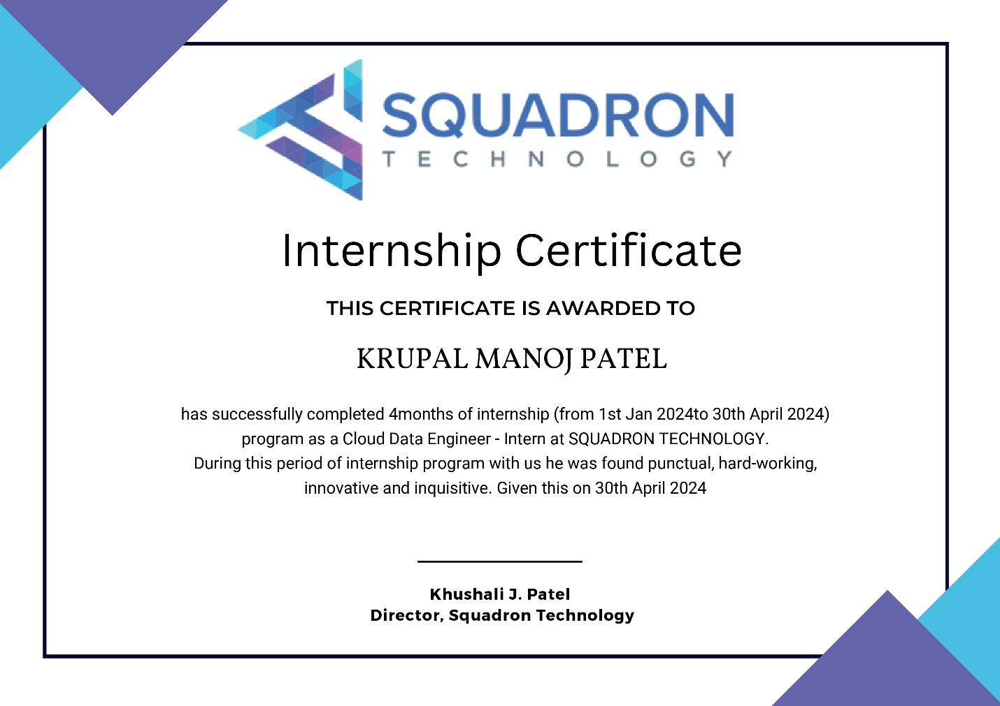 SQUADRON
TECHNOLOGY
Internship Certificate
THIS CERTIFICATE IS AWARDED TO
KRUPAL MANOJ PATEL
has successfully completed 4months of internship (from 1st Jan 2024to 30th April 2024)
program as a Cloud Data Engineer - Intern at SQUADRON TECHNOLOGY.
During this period of internship program with us he was found punctual, hard-working,
innovative and inquisitive. Given this on 30th April 2024
Khushali J. Patel
Director, Squadron Technology